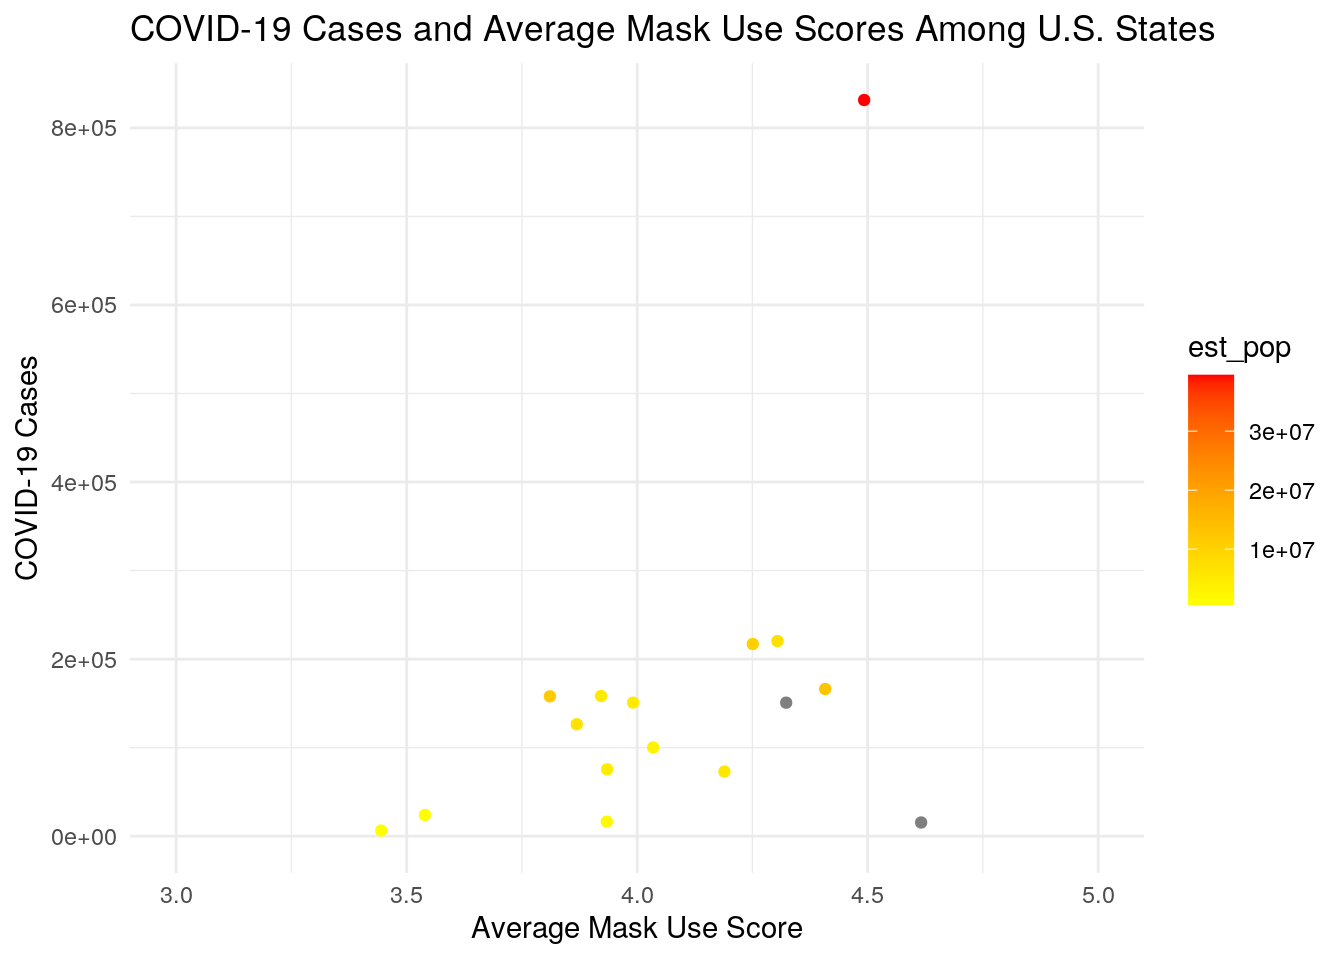 COVID-19 Cases and Average Mask Use Scores Among U.S. States
8e+05
6e+05
4e+05
2e+05
0e+00
COVID-19 Cases
3.0 3.5 4.0 4.5 5.0
Average Mask Use Score
est_pop
3e+07
2e+07
1e+07